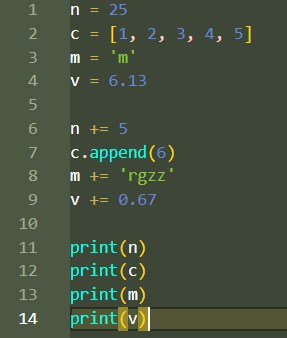 1 n = 25
2 c = [1, 2, 3, 4, 5]
3 m = 'm'
4 v = 6.13
5
6 n += 5
7 c.append(6)
8 m += 'rgzz'
9 v += 0.67
10
11 print(n)
12 print(c)
13 print(m)
14 print(v)